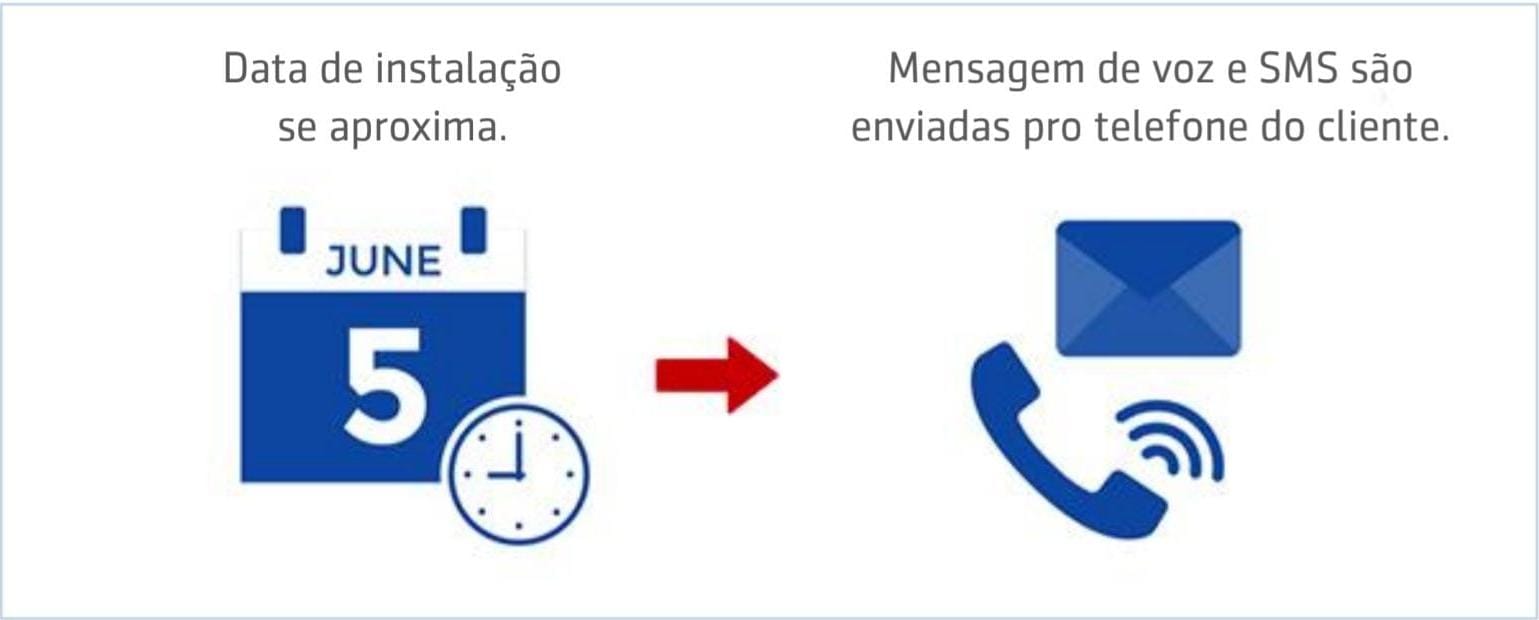 Data de instalação
se aproxima.
Mensagem de voz e SMS são
enviadas pro telefone do cliente.
JUNE
5